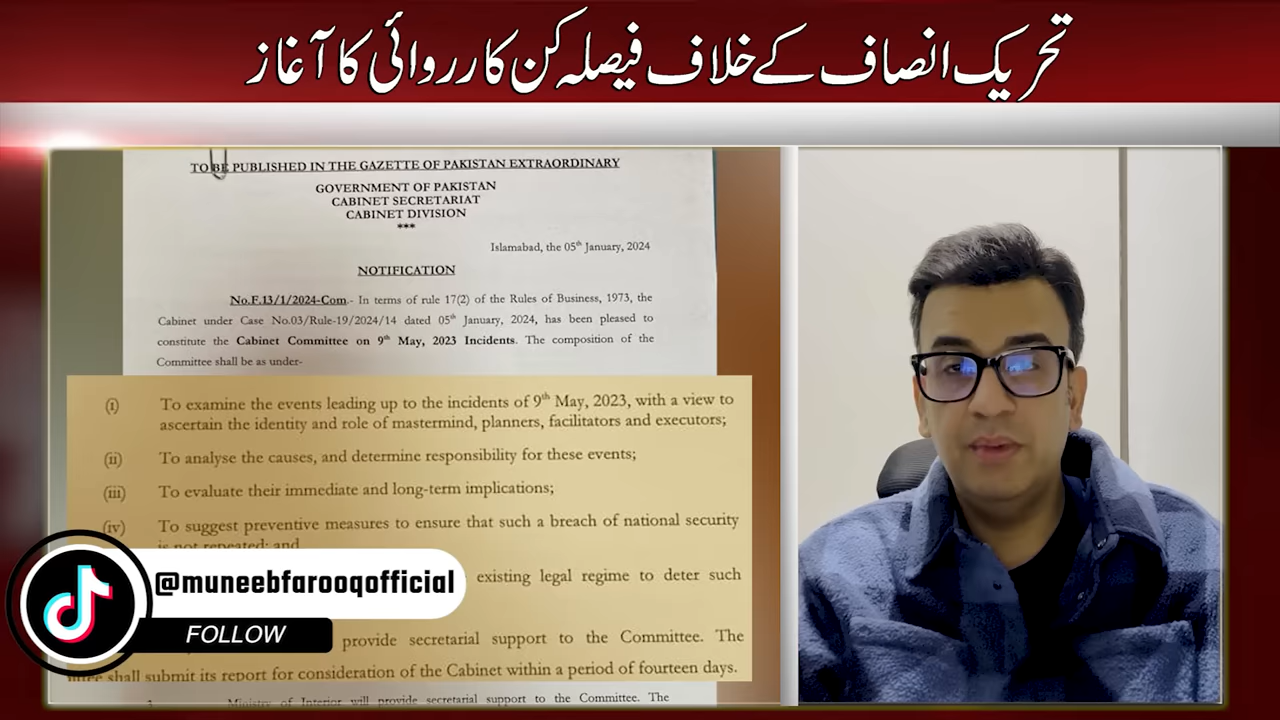 تحریک انصاف کے خلاف فیصلہ کن کارروائی کا آغاز
TO BE PUBLISHED IN THE GAZETTE OF PAKISTAN EXTRAORDINARY
GOVERNMENT OF PAKISTAN
CABINET SECRETARIAT
CABINET DIVISION
***
Islamabad, the 05th January, 2024
NOTIFICATION
No.F.13/1/2024-Com.- In terms of rule 17(2) of the Rules of Business, 1973, the
Cabinet under Case No.03/Rule-19/2024/14 dated 05th January, 2024, has been pleased to
constitute the Cabinet Committee on 9th May, 2023 Incidents. The composition of the
Committee shall be as under-
(i) To examine the events leading up to the incidents of 9th May, 2023, with a view to
ascertain the identity and role of mastermind, planners, facilitators and executors;
(ii) To analyse the causes, and determine responsibility for these events;
(iii) To evaluate their immediate and long-term implications;
(iv) To suggest preventive measures to ensure that such a breach of national security
is not repeated; and
existing legal regime to deter such
provide secretarial support to the Committee. The
shall submit its report for consideration of the Cabinet within a period of fourteen days.
Ministry of Interior will provide secretarial support to the Committee. The
@muneebfarooqofficial
FOLLOW